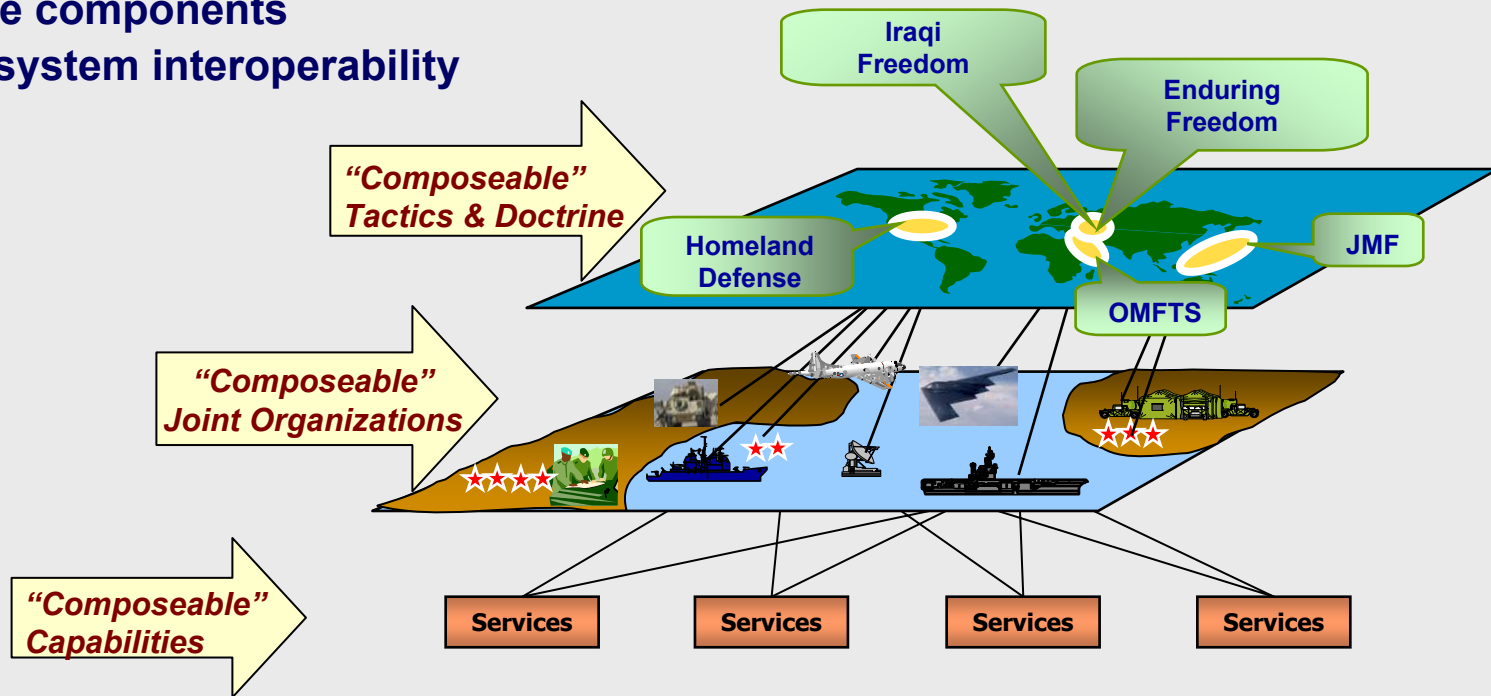 e components
system interoperability
Iraqi
Freedom
Enduring
Freedom
“Composeable”
Tactics & Doctrine
Homeland
Defense
JMF
OMFTS
“Composeable”
Joint Organizations
“Composeable”
Capabilities
Services
Services
Services
Services